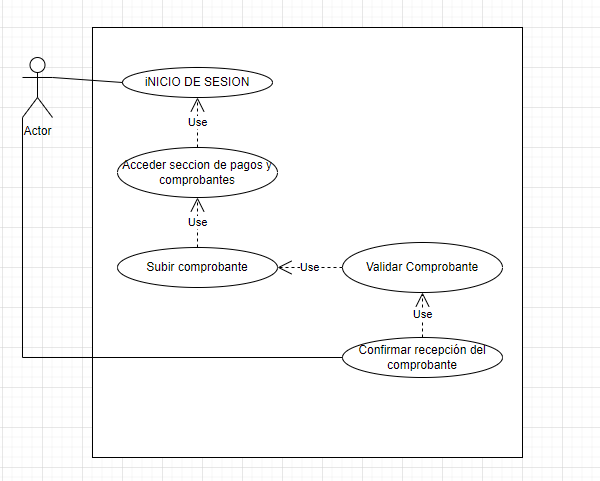 iNICIO DE SESION
Use
Actor
Acceder seccion de pagos y
comprobantes
Use
Subir comprobante
Use
Validar Comprobante
Use
Confirmar recepción del
comprobante